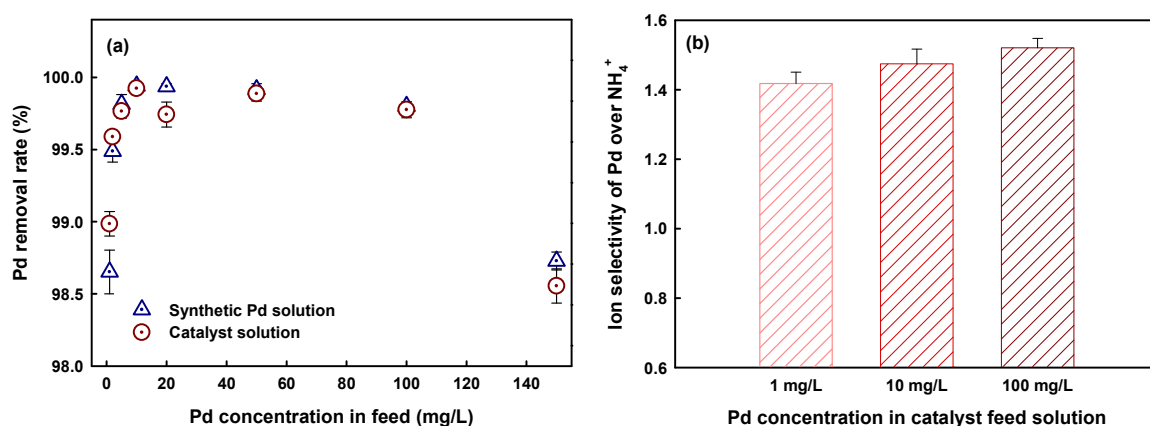 (a)
Pd removal rate (%)
100.0
99.5
99.0
98.5
98.0
Synthetic Pd solution
Catalyst solution
0 20 40 60 80 100 120 140
Pd concentration in feed (mg/L)
(b)
Ion selectivity of Pd over NH₄⁺
1.6
1.4
1.2
1.0
0.8
0.6
1 mg/L 10 mg/L 100 mg/L
Pd concentration in catalyst feed solution